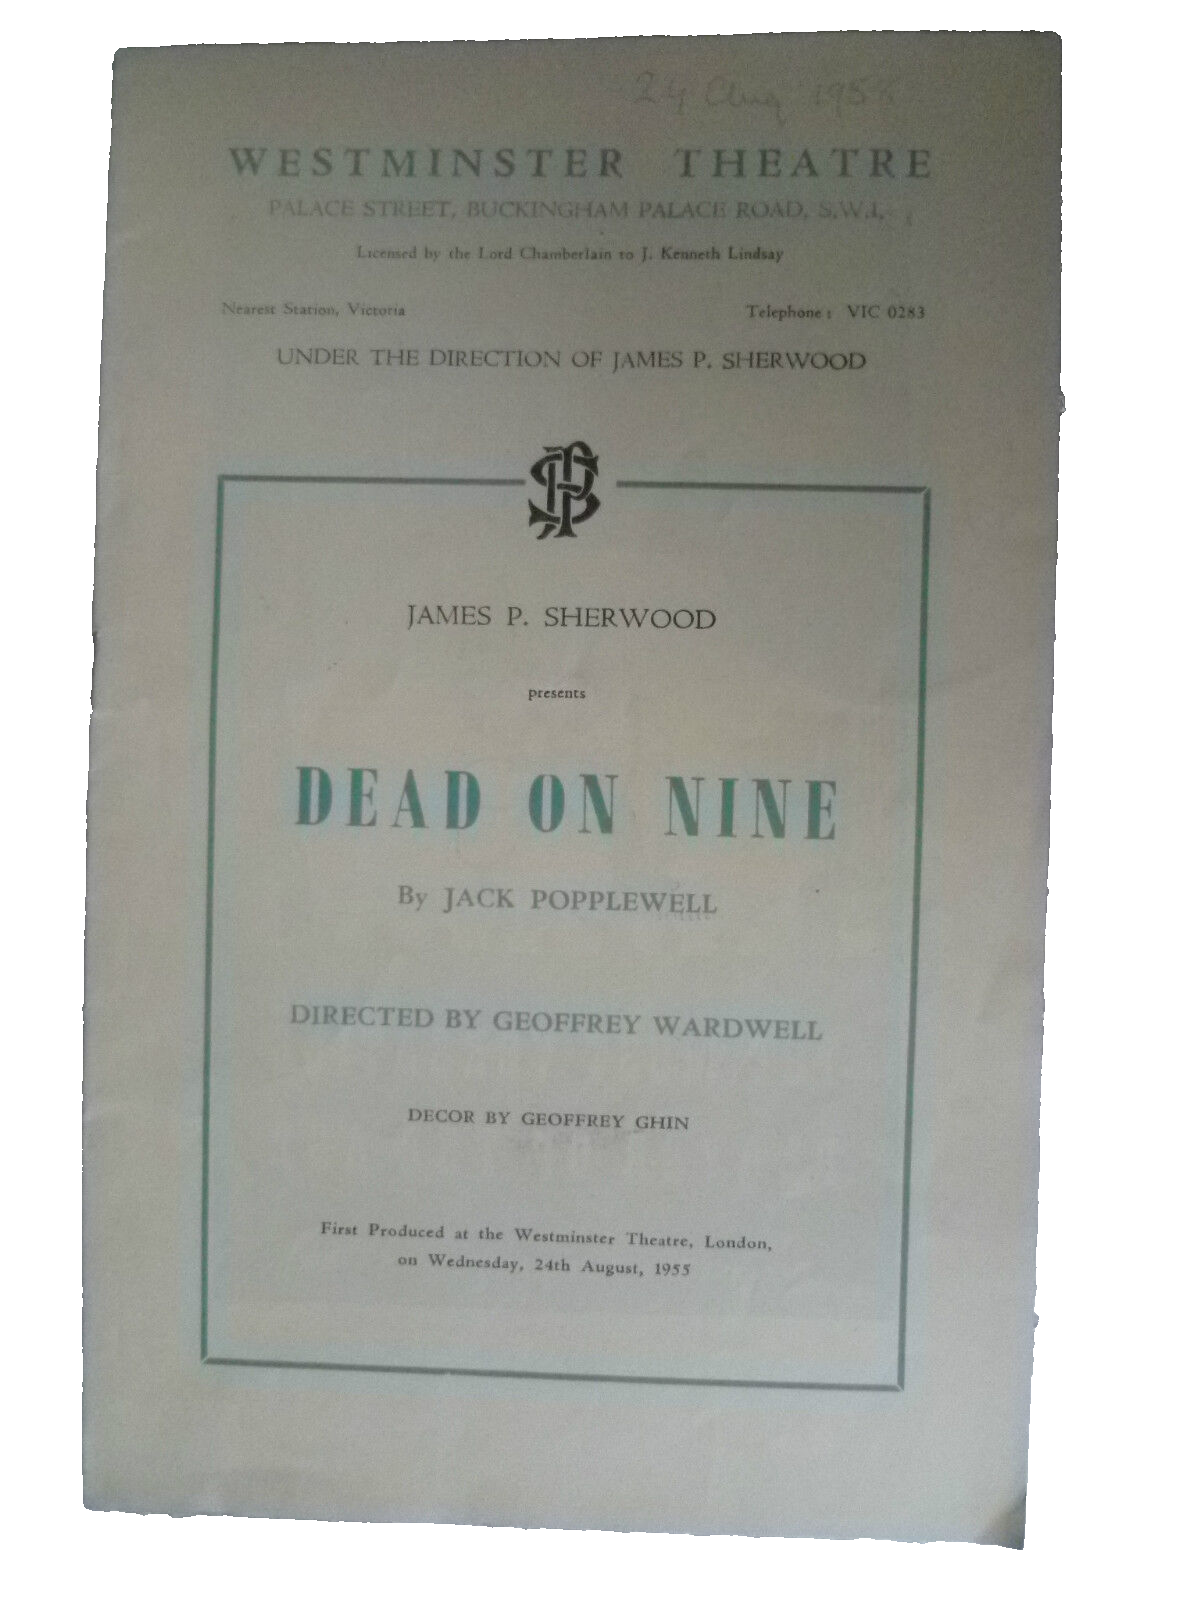 24 Aug 1955
WESTMINSTER THEATRE
PALACE STREET, BUCKINGHAM PALACE ROAD, S.W.1.
Licensed by the Lord Chamberlain to J. Kenneth Lindsay
Nearest Station, Victoria Telephone: VIC 0283
UNDER THE DIRECTION OF JAMES P. SHERWOOD
JPS
JAMES P. SHERWOOD
presents
DEAD ON NINE
By JACK POPPLEWELL
DIRECTED BY GEOFFREY WARDWELL
DECOR BY GEOFFREY GHIN
First Produced at the Westminster Theatre, London,
on Wednesday, 24th August, 1955